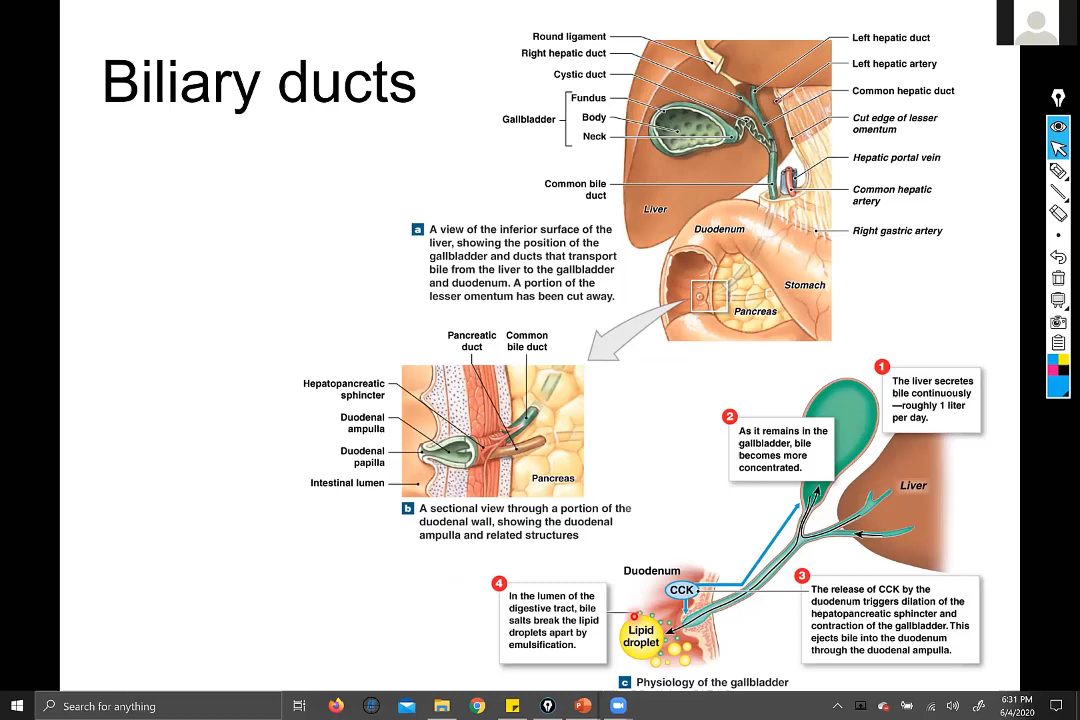 Biliary ducts
Round ligament
Right hepatic duct
Cystic duct
Fundus
Gallbladder
Body
Neck
Common bile
duct
Left hepatic duct
Left hepatic artery
Common hepatic duct
Cut edge of lesser
omentum
Hepatic portal vein
Common hepatic
artery
Right gastric artery
Liver
Duodenum
Stomach
Pancreas
a A view of the inferior surface of the
liver, showing the position of the
gallbladder and ducts that transport
bile from the liver to the gallbladder
and duodenum. A portion of the
lesser omentum has been cut away.
Pancreatic
duct
Common
bile duct
Hepatopancreatic
sphincter
Duodenal
ampulla
Duodenal
papilla
Intestinal lumen
Pancreas
b A sectional view through a portion of the
duodenal wall, showing the duodenal
ampulla and related structures
1
The liver secretes
bile continuously
—roughly 1 liter
per day.
2
As it remains in the
gallbladder, bile
becomes more
concentrated.
Liver
Duodenum
CCK
3
The release of CCK by the
duodenum triggers dilation of the
hepatopancreatic sphincter and
contraction of the gallbladder. This
ejects bile into the duodenum
through the duodenal ampulla.
4
In the lumen of the
digestive tract, bile
salts break the lipid
droplets apart by
emulsification.
Lipid
droplet
c Physiology of the gallbladder
Search for anything
6:31 PM
6/4/2020